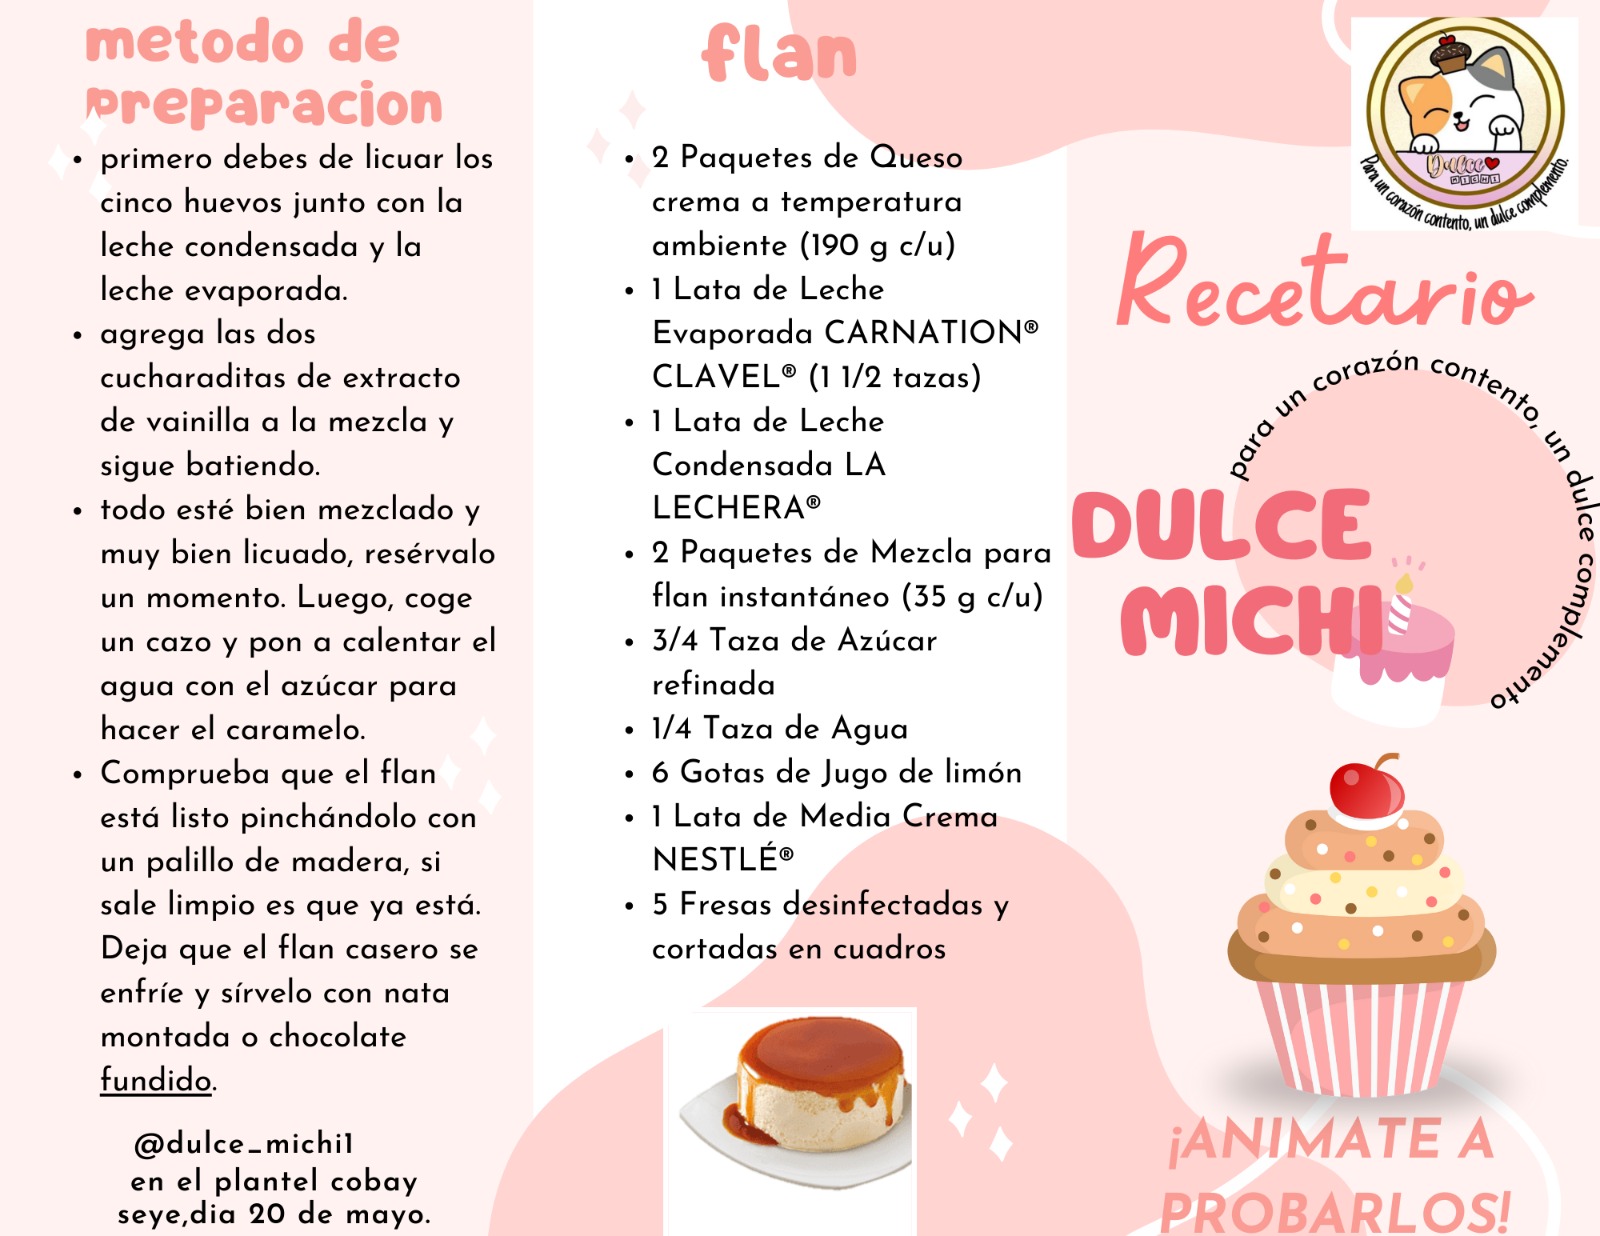 metodo de
preparacion
• primero debes de licuar los
cinco huevos junto con la
leche condensada y la
leche evaporada.
• agrega las dos
cucharaditas de extracto
de vainilla a la mezcla y
sigue batiendo.
• todo esté bien mezclado y
muy bien licuado, resérvalo
un momento. Luego, coge
un cazo y pon a calentar el
agua con el azúcar para
hacer el caramelo.
• Comprueba que el flan
está listo pinchándolo con
un palillo de madera, si
sale limpio es que ya está.
Deja que el flan casero se
enfríe y sírvelo con nata
montada o chocolate
fundido.
@dulce_michi1
en el plantel cobay
seye,dia 20 de mayo.
flan
• 2 Paquetes de Queso
crema a temperatura
ambiente (190 g c/u)
• 1 Lata de Leche
Evaporada CARNATION®
CLAVEL® (1 1/2 tazas)
• 1 Lata de Leche
Condensada LA
LECHERA®
• 2 Paquetes de Mezcla para
flan instantáneo (35 g c/u)
• 3/4 Taza de Azúcar
refinada
• 1/4 Taza de Agua
• 6 Gotas de Jugo de limón
• 1 Lata de Media Crema
NESTLÉ®
• 5 Fresas desinfectadas y
cortadas en cuadros
Dulce
MICHI
Para un corazón contento, un dulce complemento.
Recetario
para un corazón contento, un dulce complemento
DULCE
MICHI
¡ANIMATE A
PROBARLOS!